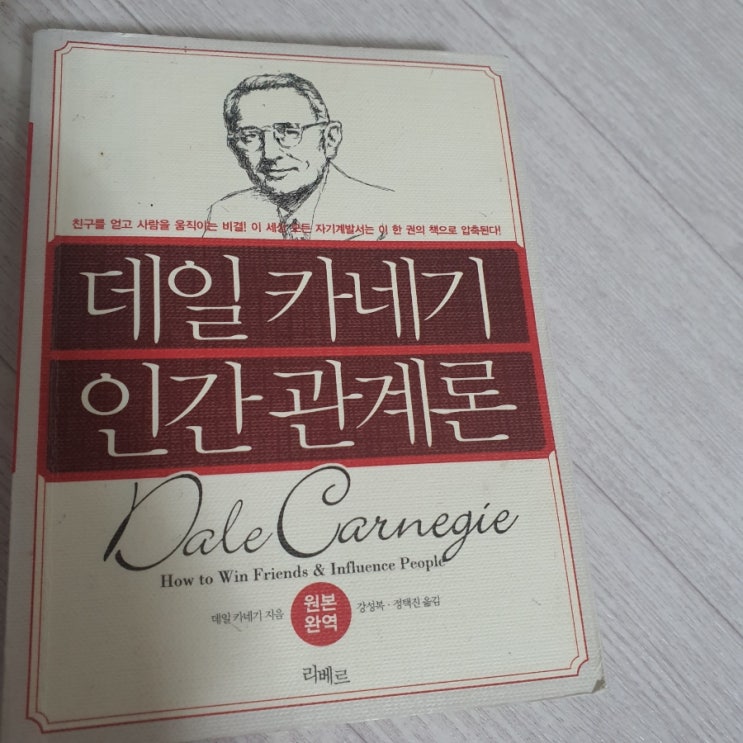 친구를 얻고 사람을 움직이는 비결! 이 세상 모든 자기계발서는 이 한 권의 책으로 압축된다!
데일 카네기
인간관계론
Dale Carnegie
How to Win Friends & Influence People
데일 카네기 지음
원본
완역
강성복 · 정택진 옮김
리베르